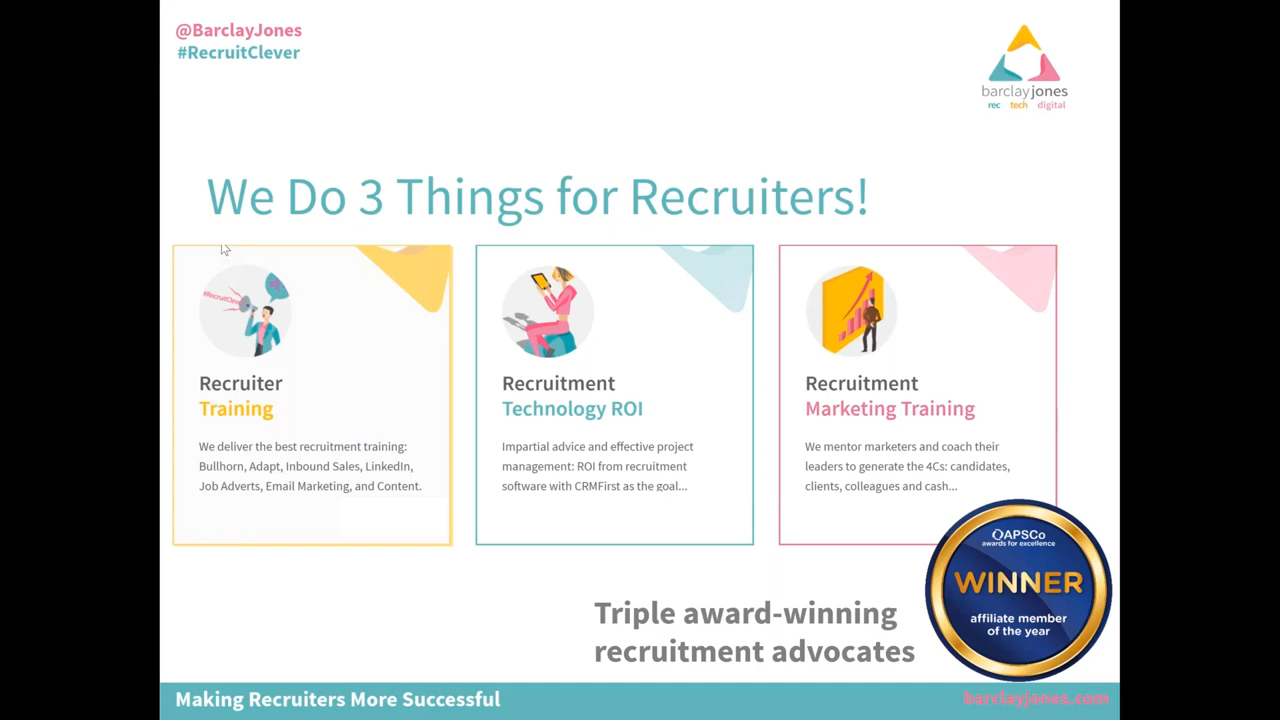 @BarclayJones
#RecruitClever
barclayjones
rec tech digital
We Do 3 Things for Recruiters!
#RecruitClever
Recruiter
Training
We deliver the best recruitment training:
Bullhorn, Adapt, Inbound Sales, LinkedIn,
Job Adverts, Email Marketing, and Content.
Recruitment
Technology ROI
Impartial advice and effective project
management: ROI from recruitment
software with CRMFirst as the goal...
Recruitment
Marketing Training
We mentor marketers and coach their
leaders to generate the 4Cs: candidates,
clients, colleagues and cash...
APSCo
awards for excellence
WINNER
affiliate member
of the year
Triple award-winning
recruitment advocates
Making Recruiters More Successful
barclayjones.com